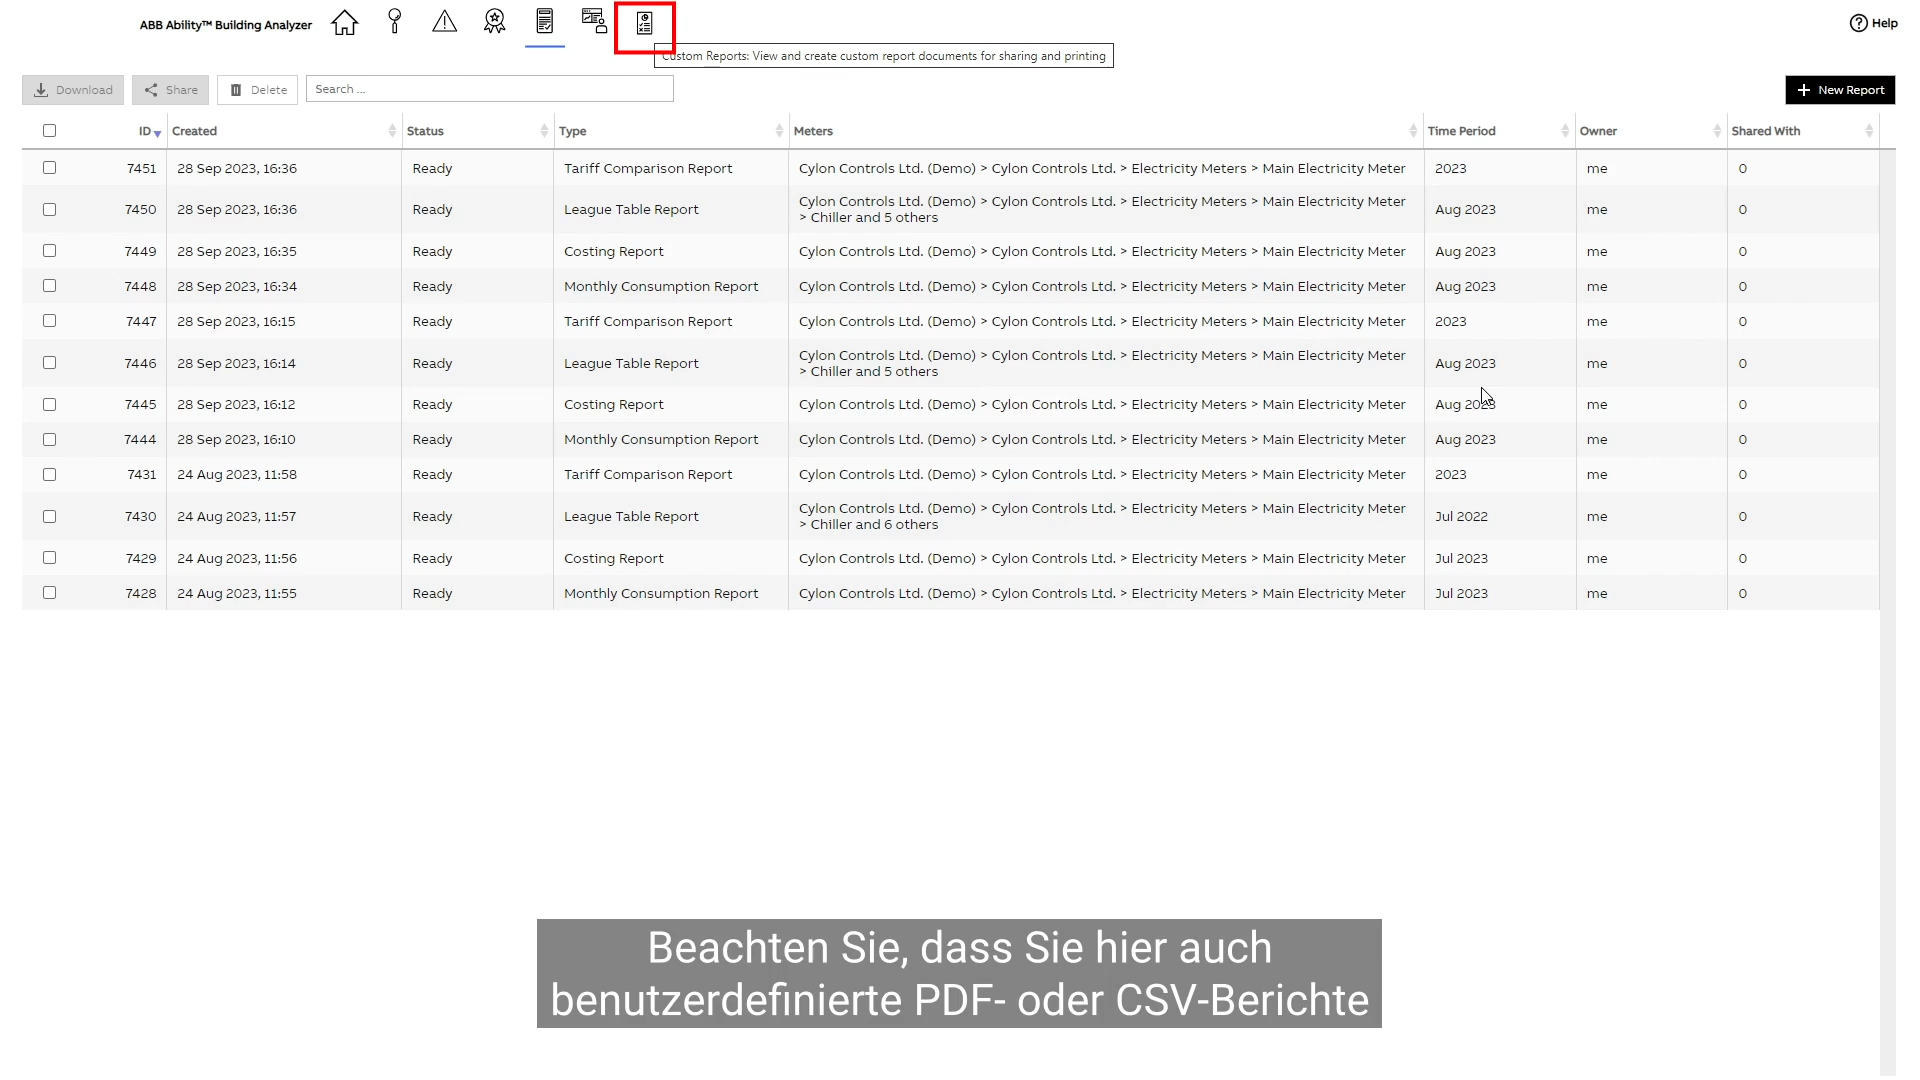 ABB Ability™ Building Analyzer
Help
Custom Reports: View and create custom report documents for sharing and printing
Download Share Delete Search ... New Report
ID Created Status Type Meters Time Period Owner Shared With
7451 28 Sep 2023, 16:36 Ready Tariff Comparison Report Cylon Controls Ltd. (Demo) > Cylon Controls Ltd. > Electricity Meters > Main Electricity Meter 2023 me 0
7450 28 Sep 2023, 16:36 Ready League Table Report Cylon Controls Ltd. (Demo) > Cylon Controls Ltd. > Electricity Meters > Main Electricity Meter
> Chiller and 5 others Aug 2023 me 0
7449 28 Sep 2023, 16:35 Ready Costing Report Cylon Controls Ltd. (Demo) > Cylon Controls Ltd. > Electricity Meters > Main Electricity Meter Aug 2023 me 0
7448 28 Sep 2023, 16:34 Ready Monthly Consumption Report Cylon Controls Ltd. (Demo) > Cylon Controls Ltd. > Electricity Meters > Main Electricity Meter Aug 2023 me 0
7447 28 Sep 2023, 16:15 Ready Tariff Comparison Report Cylon Controls Ltd. (Demo) > Cylon Controls Ltd. > Electricity Meters > Main Electricity Meter 2023 me 0
7446 28 Sep 2023, 16:14 Ready League Table Report Cylon Controls Ltd. (Demo) > Cylon Controls Ltd. > Electricity Meters > Main Electricity Meter
> Chiller and 5 others Aug 2023 me 0
7445 28 Sep 2023, 16:12 Ready Costing Report Cylon Controls Ltd. (Demo) > Cylon Controls Ltd. > Electricity Meters > Main Electricity Meter Aug 2023 me 0
7444 28 Sep 2023, 16:10 Ready Monthly Consumption Report Cylon Controls Ltd. (Demo) > Cylon Controls Ltd. > Electricity Meters > Main Electricity Meter Aug 2023 me 0
7431 24 Aug 2023, 11:58 Ready Tariff Comparison Report Cylon Controls Ltd. (Demo) > Cylon Controls Ltd. > Electricity Meters > Main Electricity Meter 2023 me 0
7430 24 Aug 2023, 11:57 Ready League Table Report Cylon Controls Ltd. (Demo) > Cylon Controls Ltd. > Electricity Meters > Main Electricity Meter
> Chiller and 6 others Jul 2022 me 0
7429 24 Aug 2023, 11:56 Ready Costing Report Cylon Controls Ltd. (Demo) > Cylon Controls Ltd. > Electricity Meters > Main Electricity Meter Jul 2023 me 0
7428 24 Aug 2023, 11:55 Ready Monthly Consumption Report Cylon Controls Ltd. (Demo) > Cylon Controls Ltd. > Electricity Meters > Main Electricity Meter Jul 2023 me 0
Beachten Sie, dass Sie hier auch
benutzerdefinierte PDF- oder CSV-Berichte